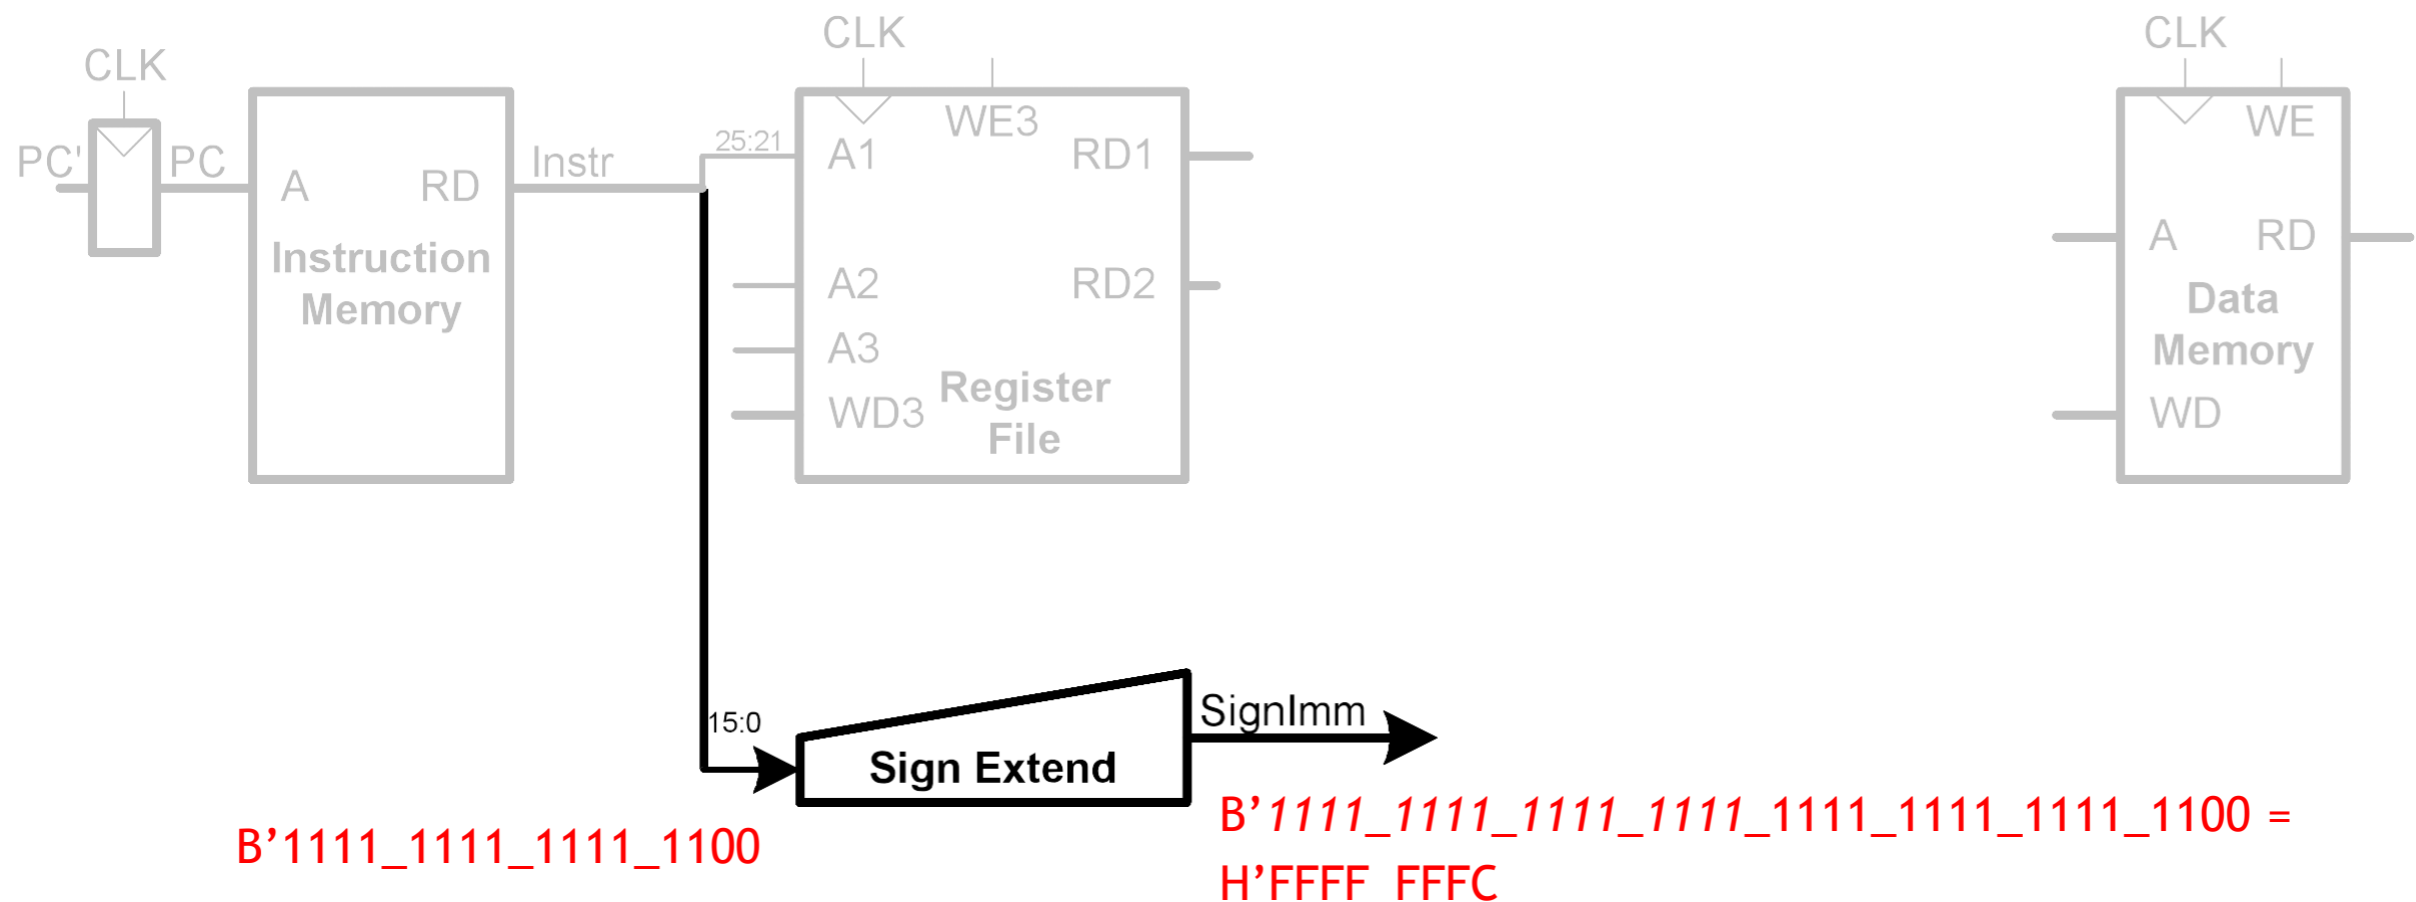 CLK
CLK
CLK
PC'
PC
A
RD
Instruction
Memory
Instr
25:21
A1
WE3
RD1
A2
RD2
A3
WD3
Register
File
WE
A
RD
Data
Memory
WD
15:0
Sign Extend
SignImm
B’1111_1111_1111_1100
B’1111_1111_1111_1111_1111_1111_1111_1100 =
H’FFFF FFFC